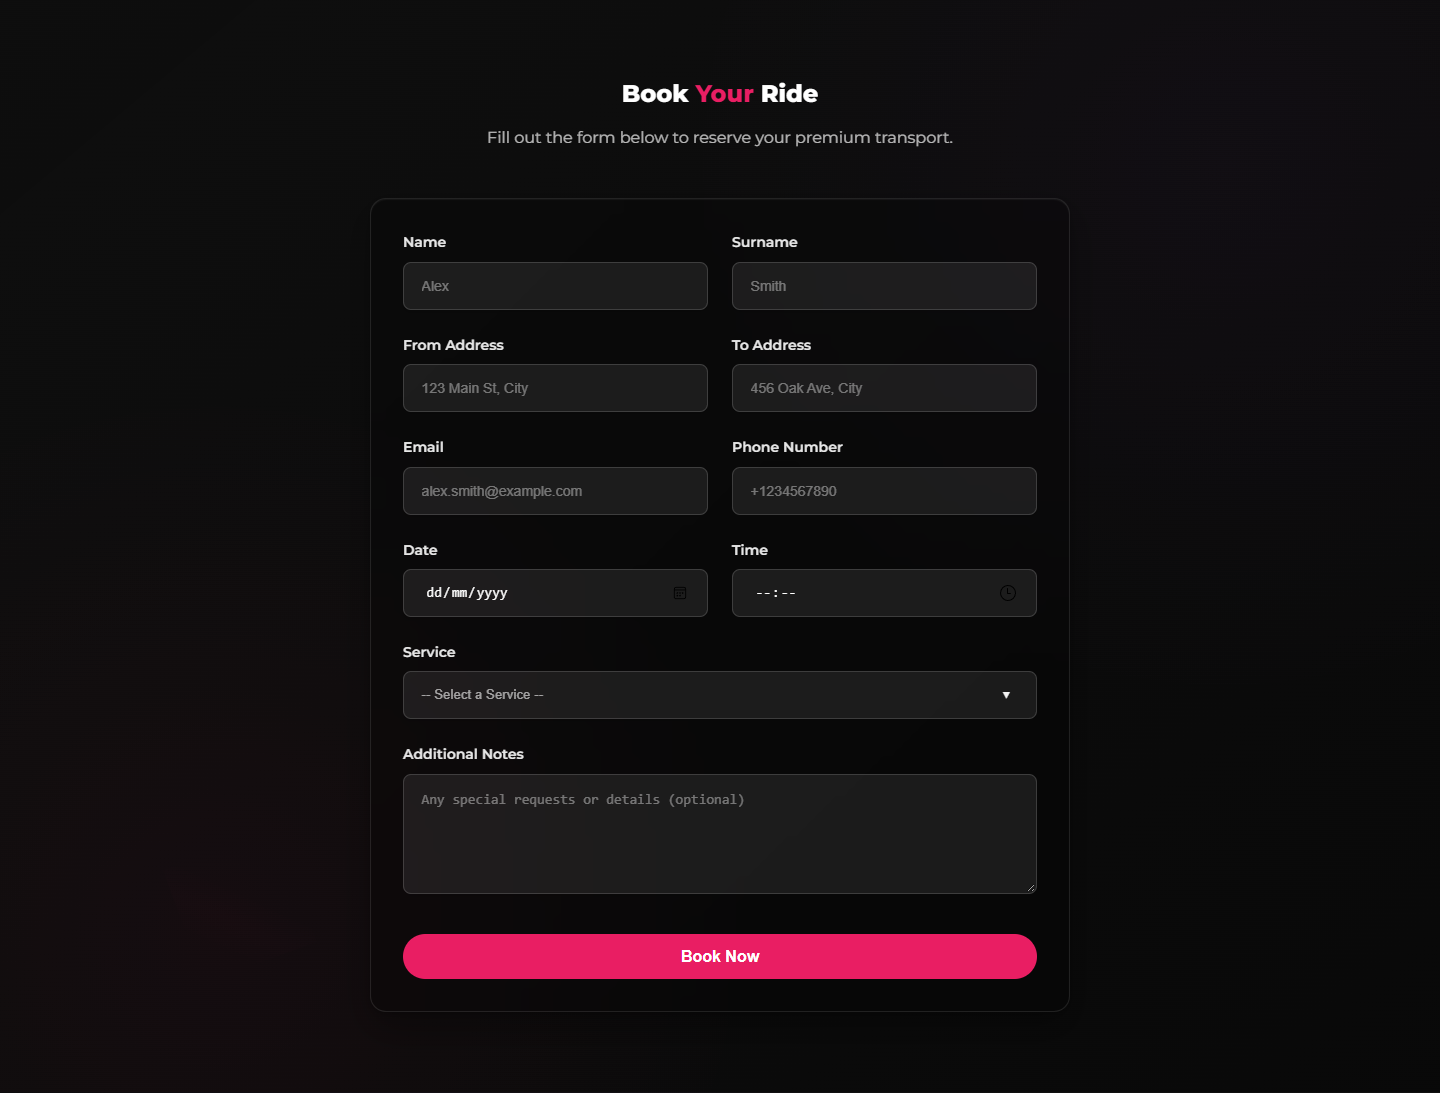 Book Your Ride
Fill out the form below to reserve your premium transport.
Name
Surname
Alex
Smith
From Address
To Address
123 Main St, City
456 Oak Ave, City
Email
Phone Number
alex.smith@example.com
+1234567890
Date
Time
dd/mm/yyyy
--:--
Service
-- Select a Service --
Additional Notes
Any special requests or details (optional)
Book Now